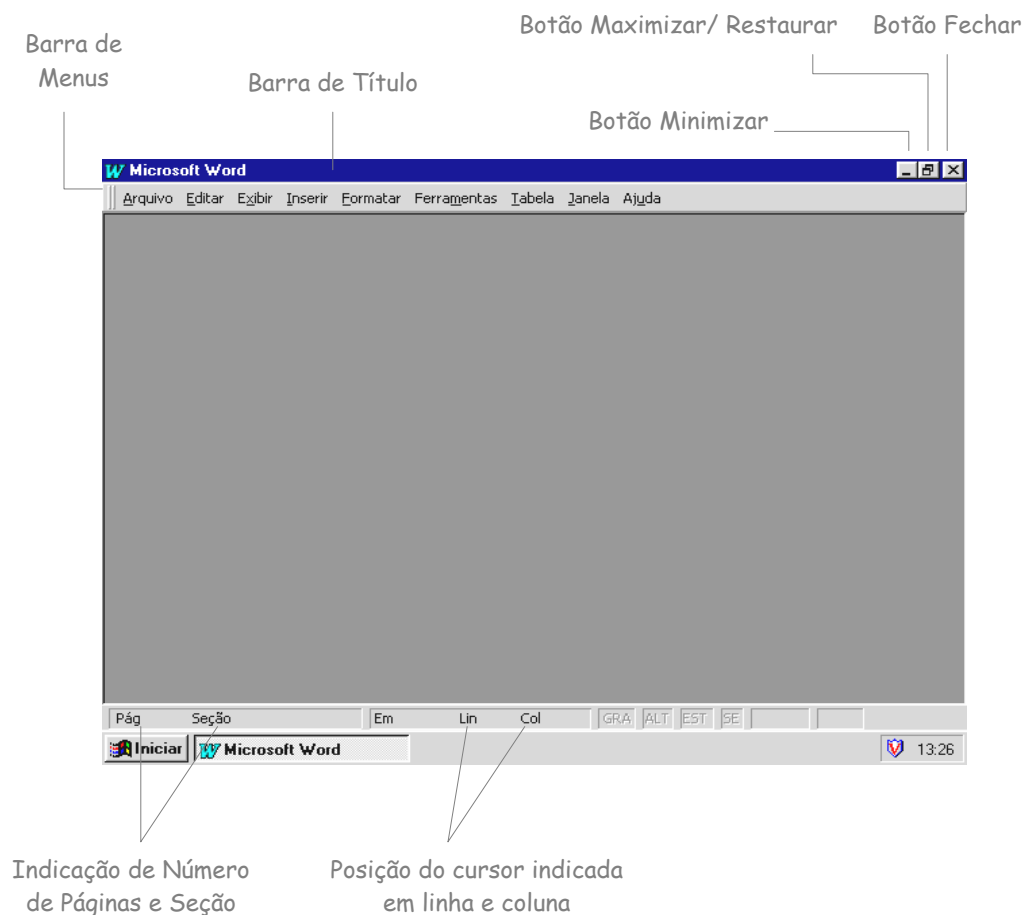 Botão Maximizar/ Restaurar Botão Fechar
Barra de
Menus
Barra de Título
Botão Minimizar
Microsoft Word
Arquivo Editar Exibir Inserir Formatar Ferramentas Tabela Janela Ajuda
Pág Seção Em Lin Col GRA ALT EST SE
Iniciar Microsoft Word 13:26
Indicação de Número
de Páginas e Seção
Posição do cursor indicada
em linha e coluna